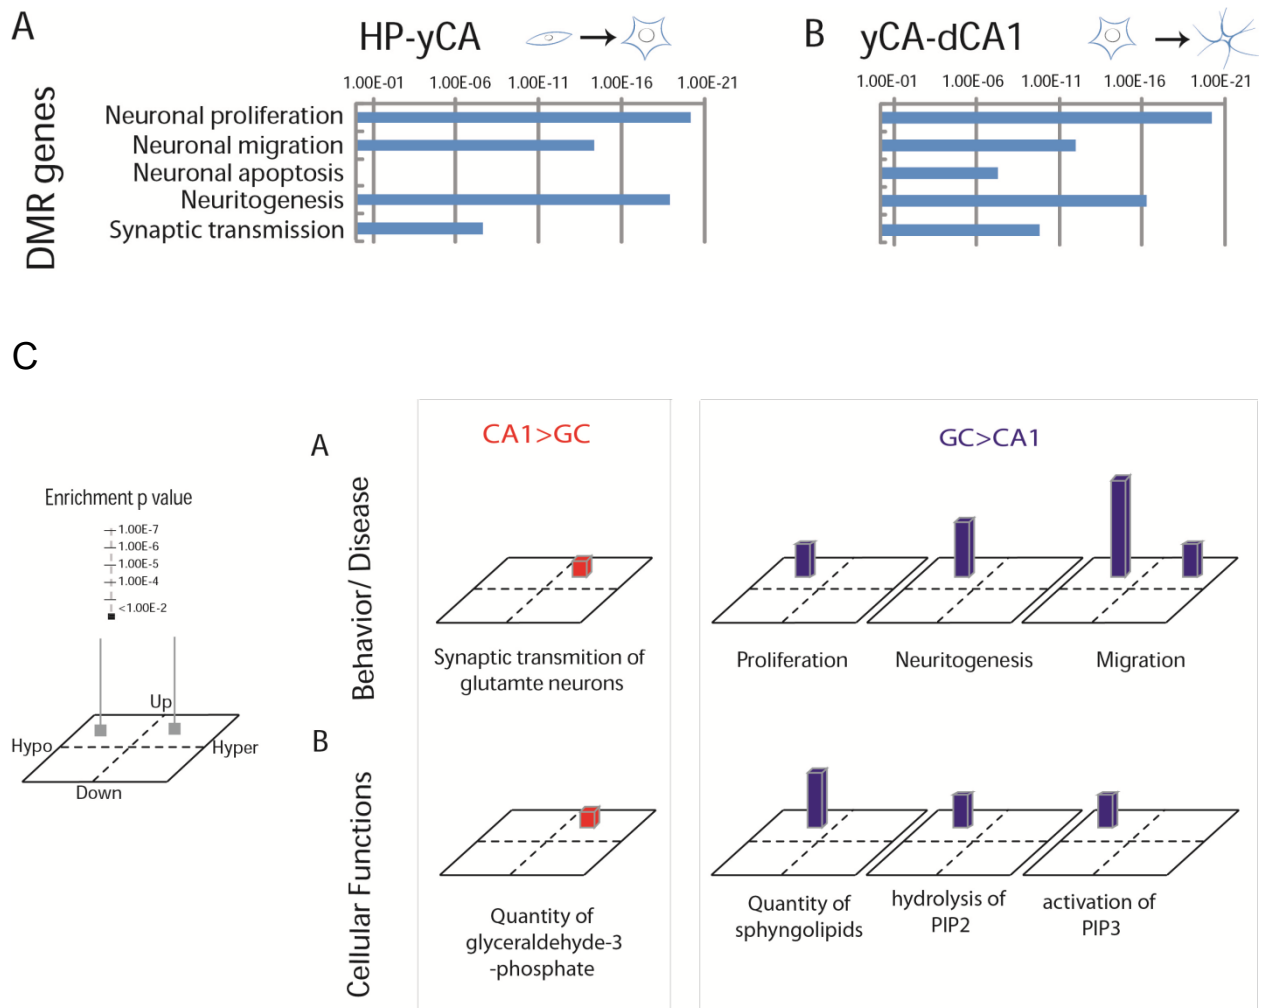 A
HP-yCA
1.00E-01 1.00E-06 1.00E-11 1.00E-16 1.00E-21
DMR genes
Neuronal proliferation
Neuronal migration
Neuronal apoptosis
Neuritogenesis
Synaptic transmission
B
yCA-dCA1
1.00E-01 1.00E-06 1.00E-11 1.00E-16 1.00E-21
C
Enrichment p value
1.00E-7
1.00E-6
1.00E-5
1.00E-4
<1.00E-2
Up
Hypo
Hyper
Down
A
Behavior/ Disease
CA1>GC
GC>CA1
Synaptic transmition of
glutamte neurons
Proliferation
Neuritogenesis
Migration
B
Cellular Functions
Quantity of
glyceraldehyde-3
-phosphate
Quantity of
sphyngolipids
hydrolysis of
PIP2
activation of
PIP3